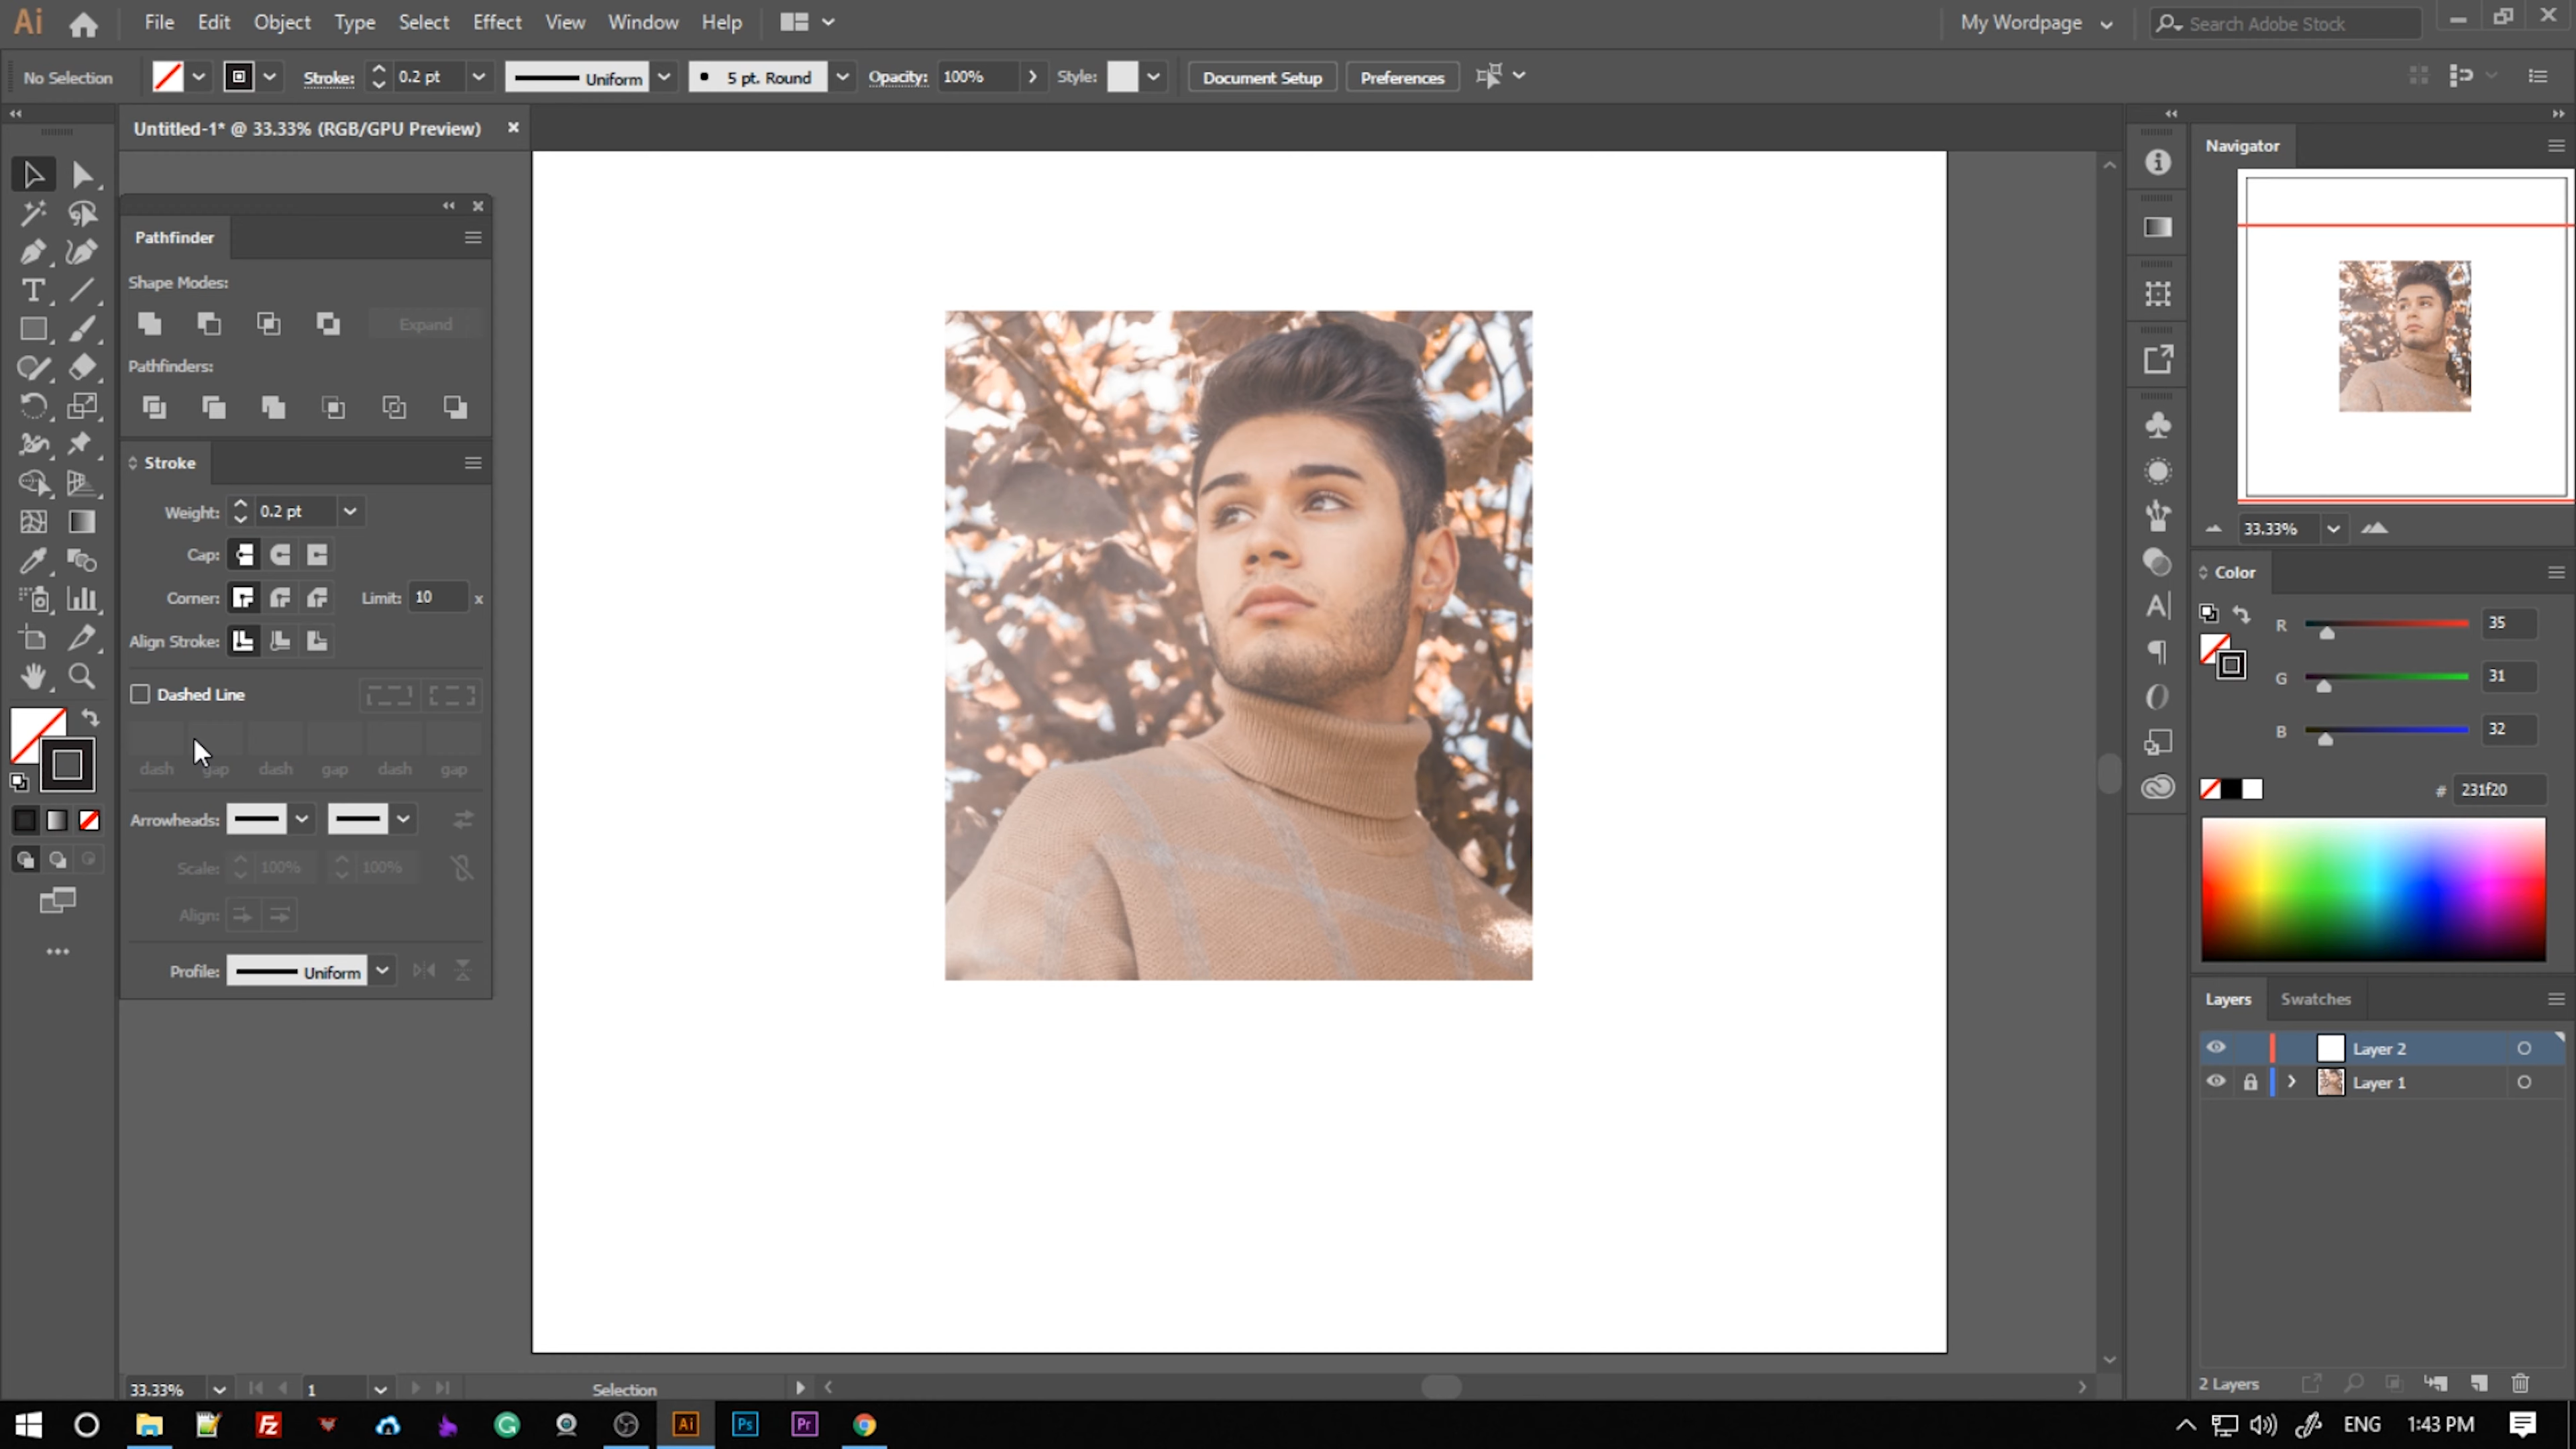 Ai File Edit Object Type Select Effect View Window Help My Wordpage Search Adobe Stock
No Selection Stroke: 0.2 pt Uniform 5 pt. Round Opacity: 100% Style: Document Setup Preferences
Untitled-1* @ 33.33% (RGB/GPU Preview)
Pathfinder
Shape Modes:
Expand
Pathfinders:
Stroke
Weight: 0.2 pt
Cap:
Corner: Limit: 10 x
Align Stroke:
Dashed Line
dash gap dash gap dash gap
Arrowheads:
Scale: 100% 100%
Align:
Profile: Uniform
Navigator
33.33%
Color
R 35
G 31
B 32
# 231f20
Layers Swatches
Layer 2
Layer 1
2 Layers
33.33% 1 Selection
Fz Ai Ps Pr ENG 1:43 PM